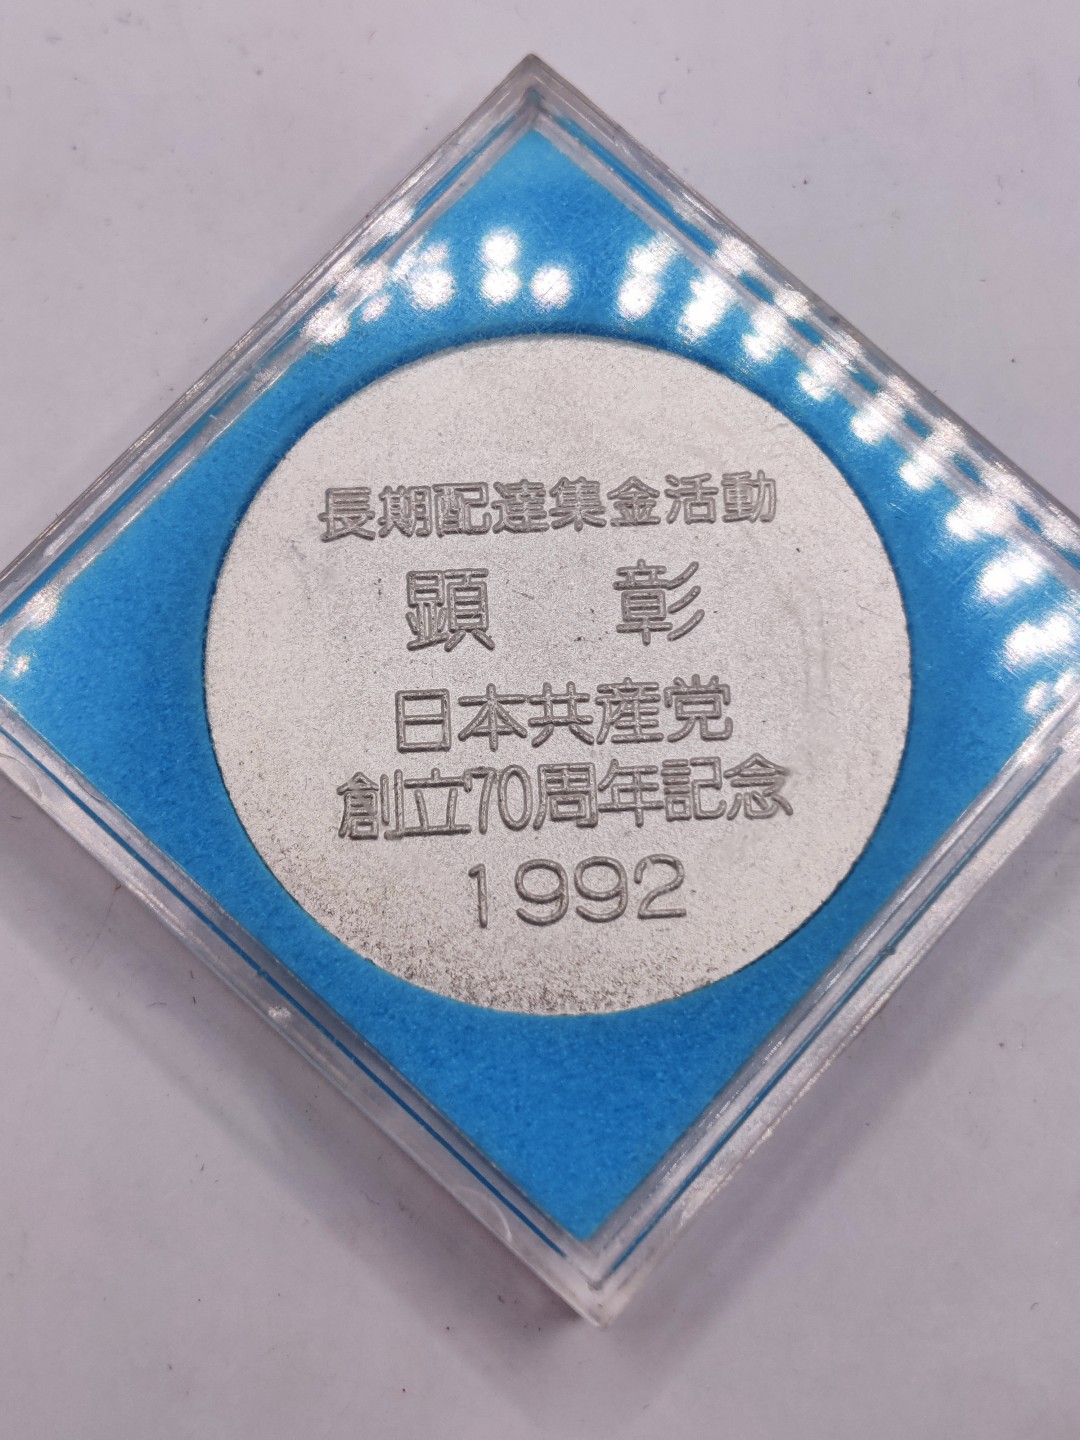 長期配達集金活動
顕 彰
日本共産党
創立70周年記念
1992